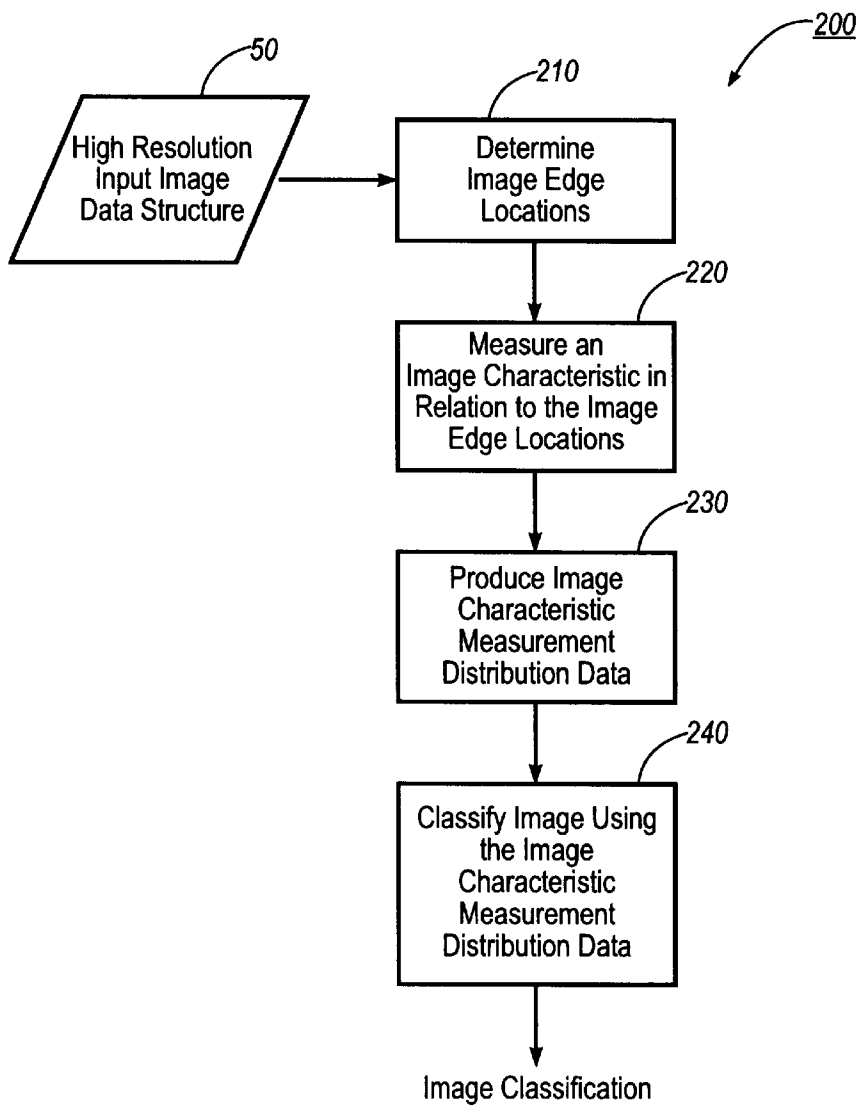 200
50
High Resolution
Input Image
Data Structure
210
Determine
Image Edge
Locations
220
Measure an
Image Characteristic in
Relation to the Image
Edge Locations
230
Produce Image
Characteristic
Measurement
Distribution Data
240
Classify Image Using
the Image
Characteristic
Measurement
Distribution Data
Image Classification